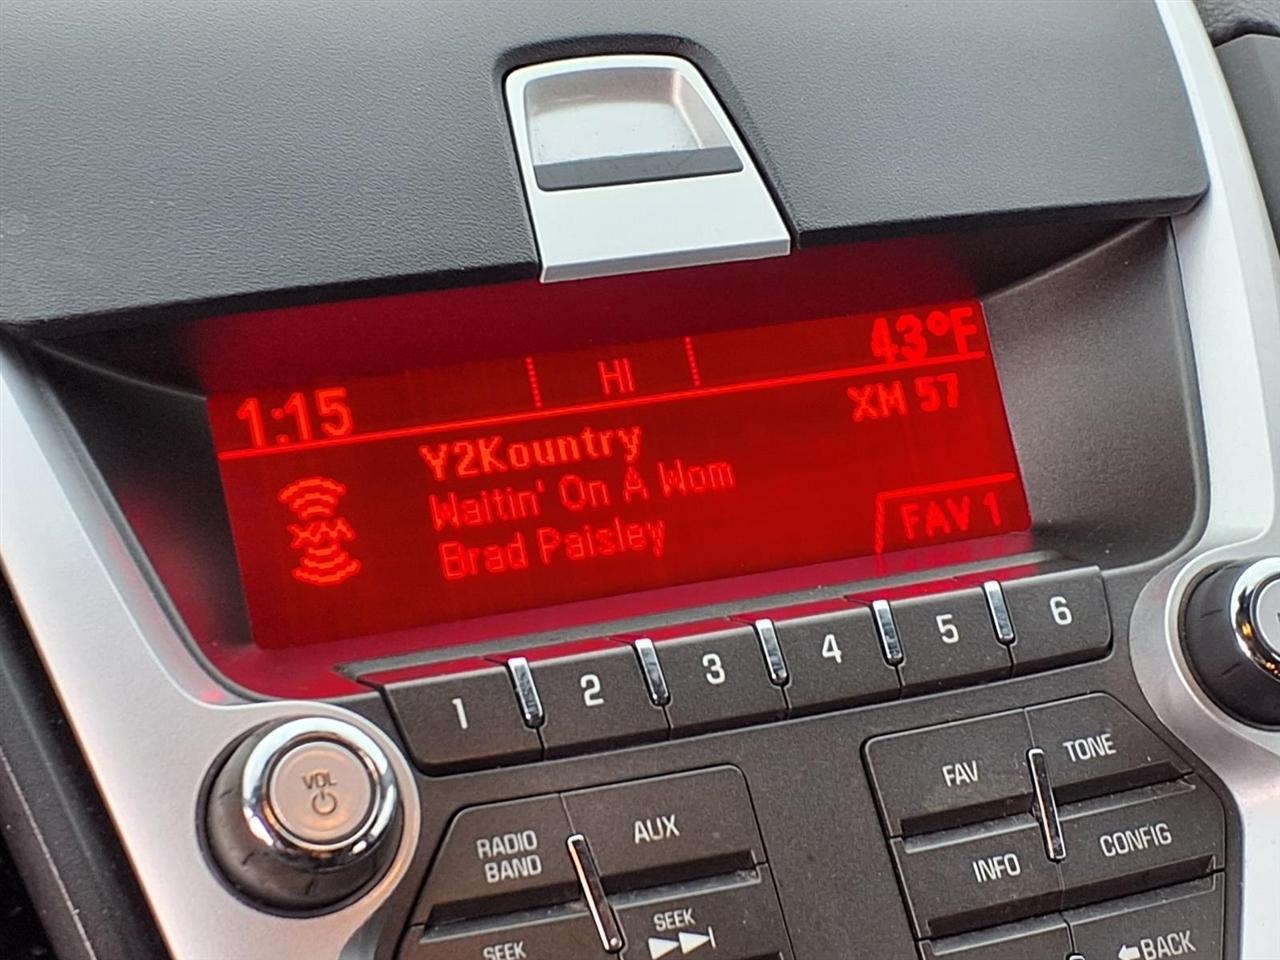 1:15 HI 43°F
XM 57
Y2Kountry
Waitin' On A Wom
XM
Brad Paisley
FAV 1
1 2 3 4 5 6
VOL
RADIO BAND
AUX
FAV
TONE
INFO
CONFIG
SEEK
SEEK
BACK